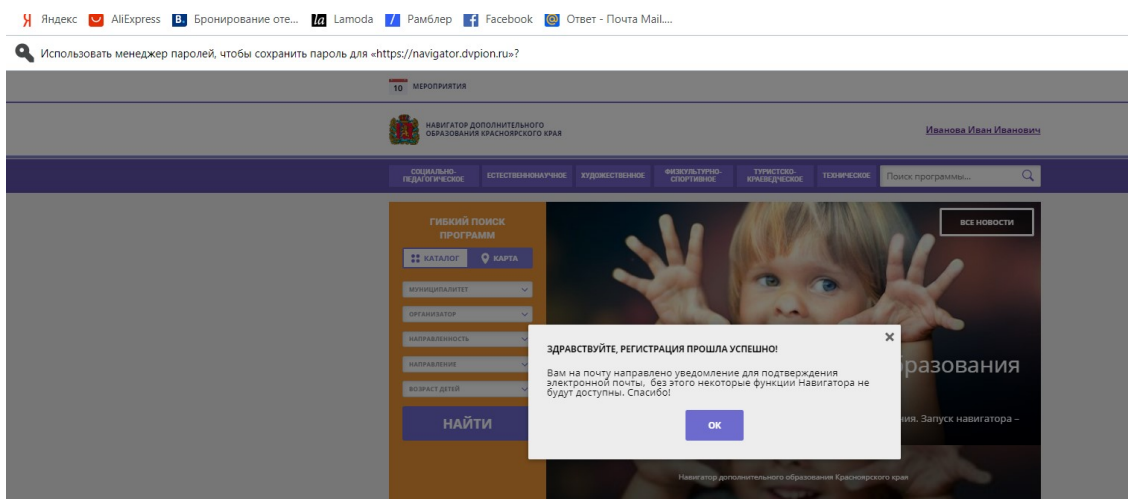 Яндекс AliExpress Бронирование оте... Lamoda Рамблер Facebook Ответ - Почта Mail....
Использовать менеджер паролей, чтобы сохранить пароль для «https://navigator.dvpion.ru»?
10 МЕРОПРИЯТИЯ
НАВИГАТОР ДОПОЛНИТЕЛЬНОГО
ОБРАЗОВАНИЯ КРАСНОЯРСКОГО КРАЯ
Иванова Иван Иванович
СОЦИАЛЬНО-
ПЕДАГОГИЧЕСКОЕ
ЕСТЕСТВЕННОНАУЧНОЕ
ХУДОЖЕСТВЕННОЕ
ФИЗКУЛЬТУРНО-
СПОРТИВНОЕ
ТУРИСТСКО-
КРАЕВЕДЧЕСКОЕ
ТЕХНИЧЕСКОЕ
Поиск программы...
ГИБКИЙ ПОИСК
ПРОГРАММ
КАТАЛОГ КАРТА
МУНИЦИПАЛИТЕТ
ОРГАНИЗАТОР
НАПРАВЛЕННОСТЬ
НАПРАВЛЕНИЕ
ВОЗРАСТ ДЕТЕЙ
НАЙТИ
ВСЕ НОВОСТИ
ЗДРАВСТВУЙТЕ, РЕГИСТРАЦИЯ ПРОШЛА УСПЕШНО!
Вам на почту направлено уведомление для подтверждения
электронной почты, без этого некоторые функции Навигатора не
будут доступны. Спасибо!
ОК
бразования
ния. Запуск навигатора –
Навигатор дополнительного образования Красноярского края